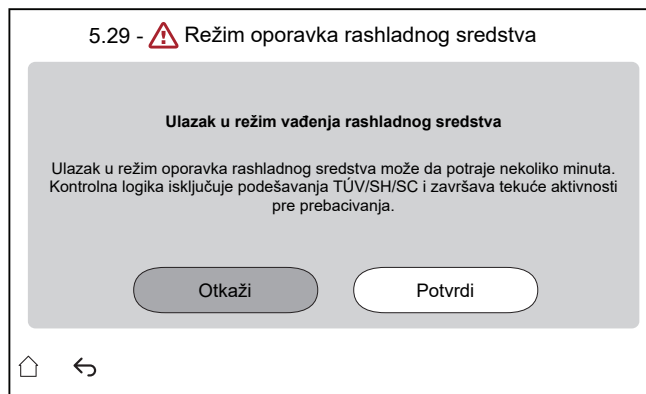 5.29 - Režim oporavka rashladnog sredstva
Ulazak u režim vađenja rashladnog sredstva
Ulazak u režim oporavka rashladnog sredstva može da potraje nekoliko minuta.
Kontrolna logika isključuje podešavanja TÚV/SH/SC i završava tekuće aktivnosti
pre prebacivanja.
Otkaži
Potvrdi